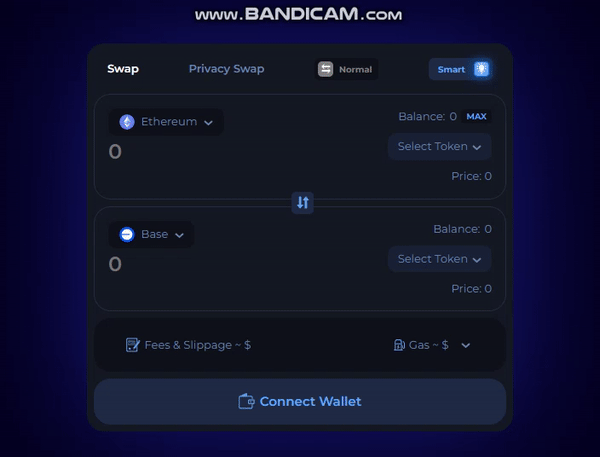 www.BANDICAM.com
Swap Privacy Swap Normal Smart
Ethereum Balance: 0 MAX
0 Select Token
Price: 0
Base Balance: 0
0 Select Token
Price: 0
Fees & Slippage ~ $ Gas ~ $
Connect Wallet